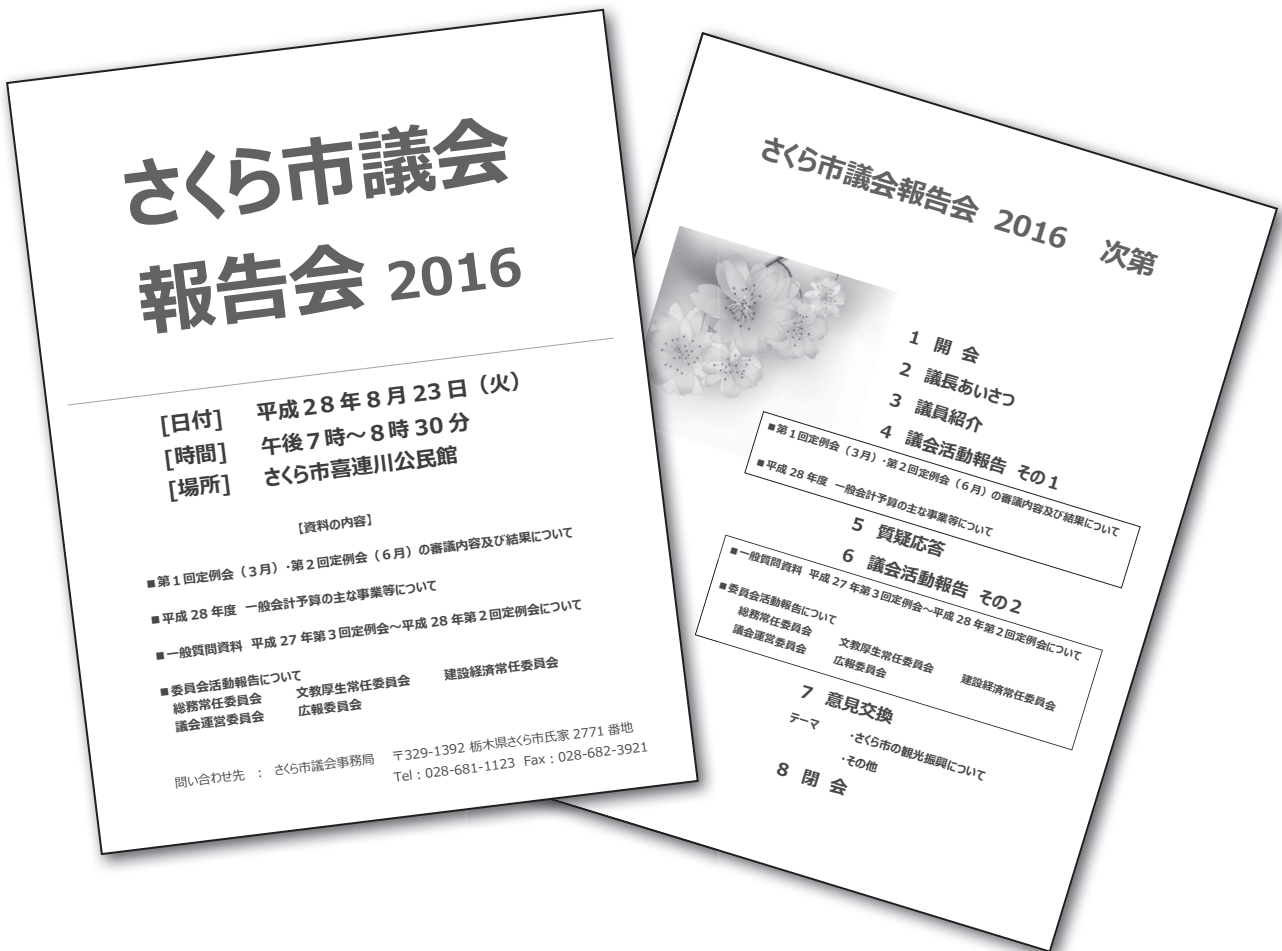 さくら市議会
報告会 2016
[日付] 平成28年8月23日（火）
[時間] 午後7時～8時30分
[場所] さくら市喜連川公民館
【資料の内容】
■第1回定例会（3月）・第2回定例会（6月）の審議内容及び結果について
■平成28年度 一般会計予算の主な事業等について
■一般質問資料 平成27年第3回定例会～平成28年第2回定例会について
■委員会活動報告について
総務常任委員会 文教厚生常任委員会 建設経済常任委員会
議会運営委員会 広報委員会
問い合わせ先 ： さくら市議会事務局 〒329-1392 栃木県さくら市氏家2771番地
Tel：028-681-1123 Fax：028-682-3921
さくら市議会報告会 2016 次第
1 開 会
2 議長あいさつ
3 議員紹介
4 議会活動報告 その1
■第1回定例会（3月）・第2回定例会（6月）の審議内容及び結果について
■平成28年度 一般会計予算の主な事業等について
5 質疑応答
6 議会活動報告 その2
■一般質問資料 平成27年第3回定例会～平成28年第2回定例会について
■委員会活動報告について
総務常任委員会 文教厚生常任委員会 建設経済常任委員会
議会運営委員会 広報委員会
7 意見交換
テーマ ・さくら市の観光振興について
・その他
8 閉 会